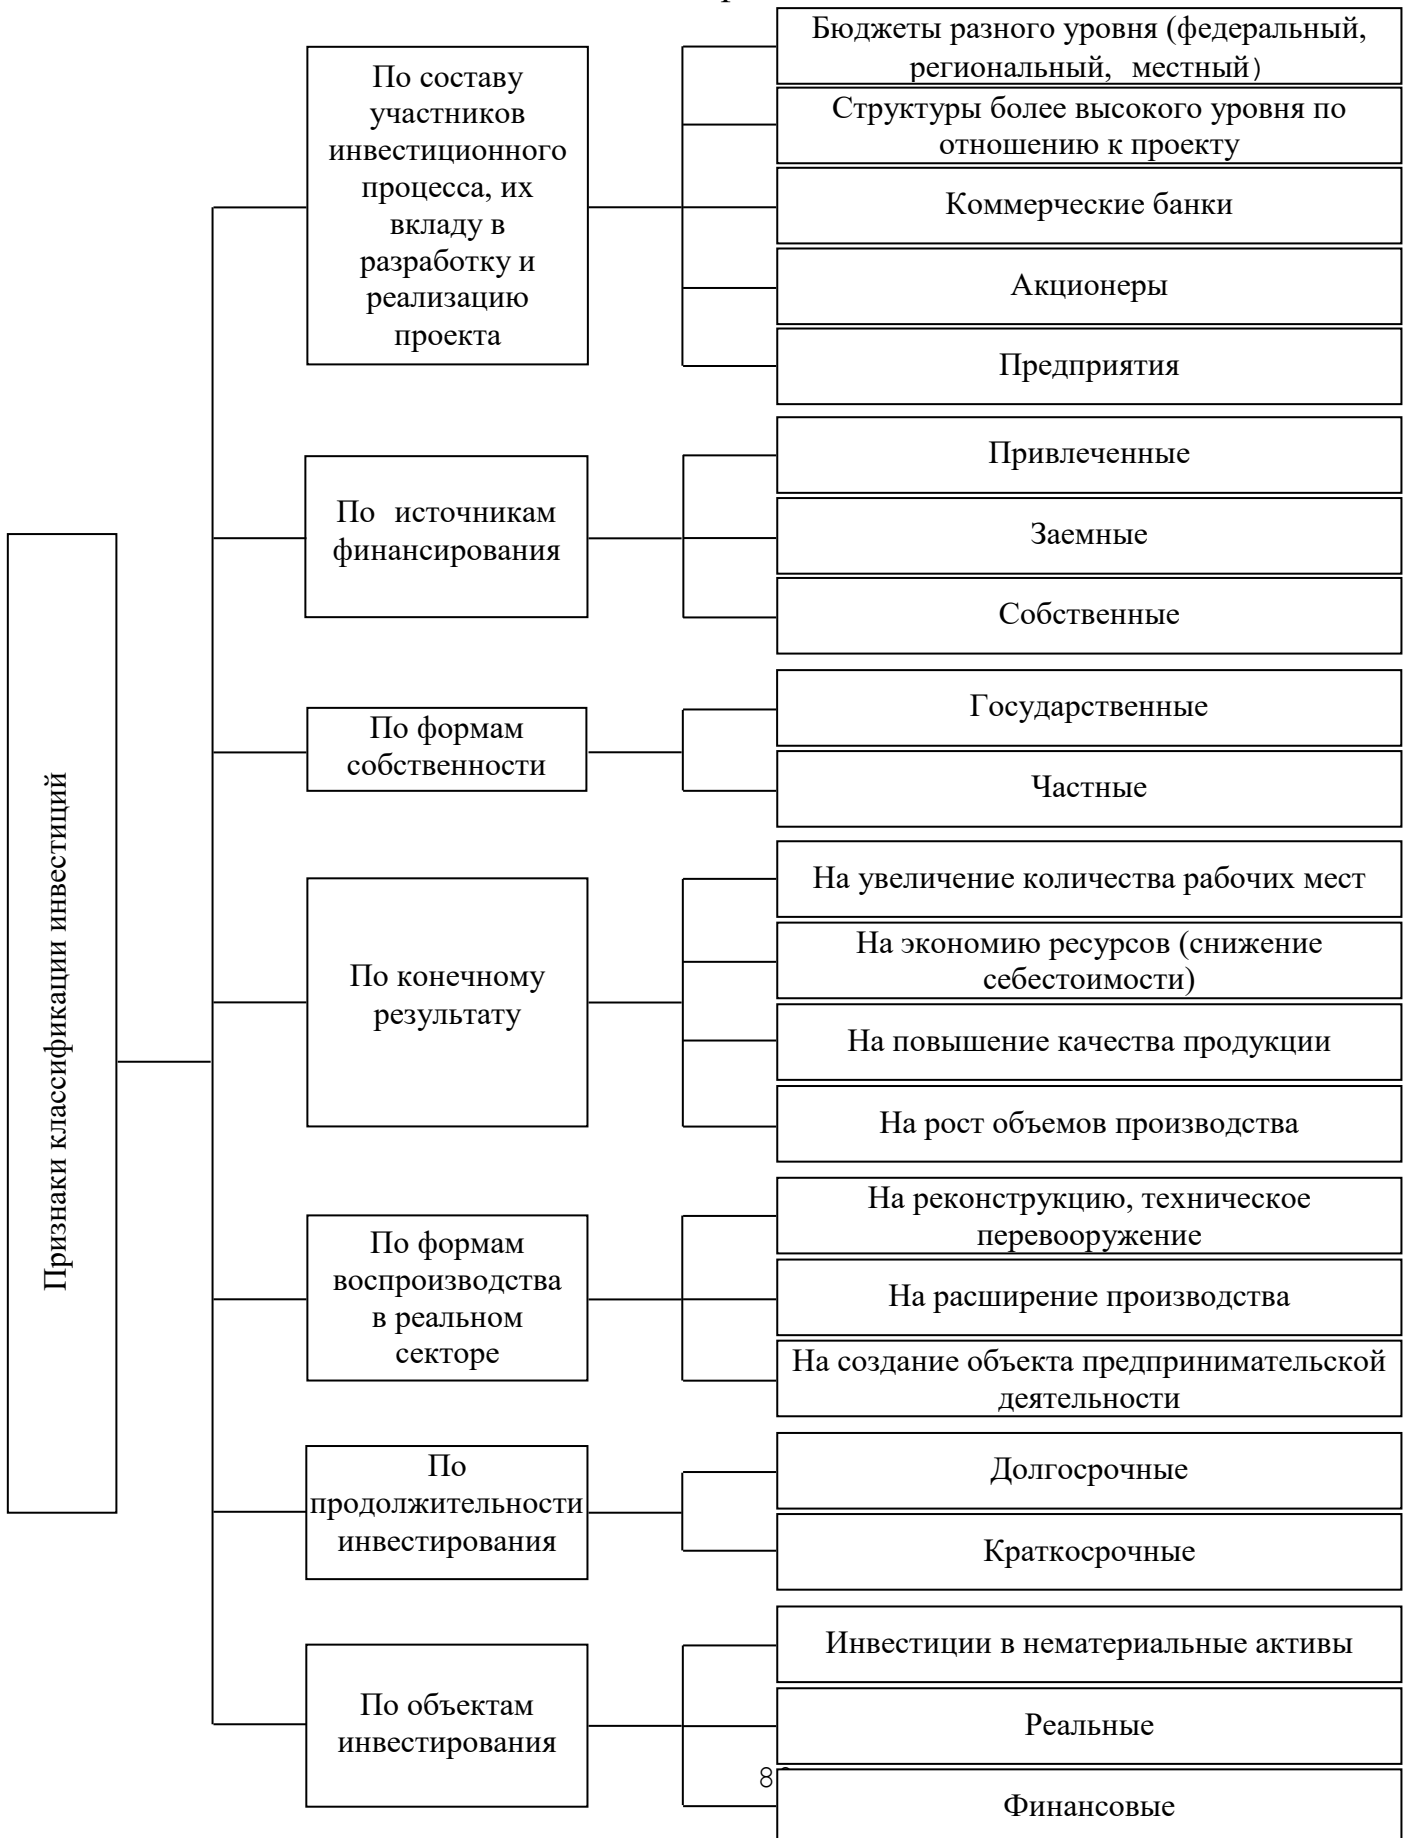 Признаки классификации инвестиций
По составу
участников
инвестиционного
процесса, их
вкладу в
разработку и
реализацию
проекта
Бюджеты разного уровня (федеральный,
региональный, местный)
Структуры более высокого уровня по
отношению к проекту
Коммерческие банки
Акционеры
Предприятия
По источникам
финансирования
Привлеченные
Заемные
Собственные
По формам
собственности
Государственные
Частные
По конечному
результату
На увеличение количества рабочих мест
На экономию ресурсов (снижение
себестоимости)
На повышение качества продукции
На рост объемов производства
По формам
воспроизводства
в реальном
секторе
На реконструкцию, техническое
перевооружение
На расширение производства
На создание объекта предпринимательской
деятельности
По
продолжительности
инвестирования
Долгосрочные
Краткосрочные
По объектам
инвестирования
Инвестиции в нематериальные активы
Реальные
Финансовые